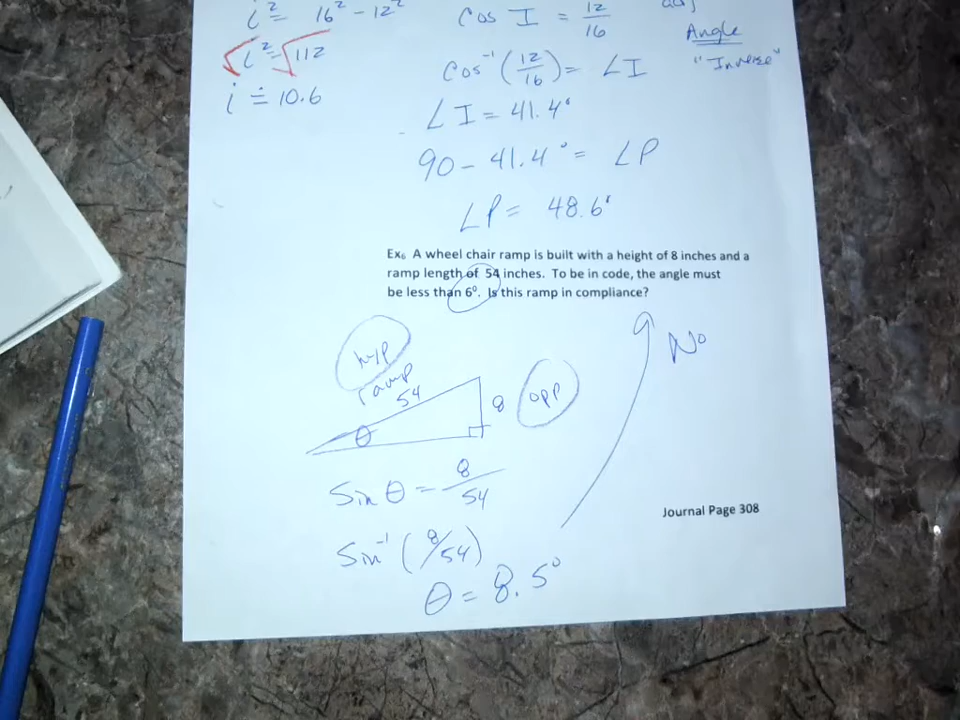 i² = 16² - 12²
√i² = √112
i ≐ 10.6
Cos I = 12/16
adj
Cos⁻¹ (12/16) = ∠I
Angle
"Inverse"
∠I = 41.4°
90 - 41.4° = ∠P
∠P = 48.6°
Ex₆ A wheel chair ramp is built with a height of 8 inches and a
ramp length of 54 inches. To be in code, the angle must
be less than 6⁰. Is this ramp in compliance?
No
hyp
ramp
54
8
opp
θ
Sin θ = 8/54
Sin⁻¹ (8/54)
θ = 8.5°
Journal Page 308